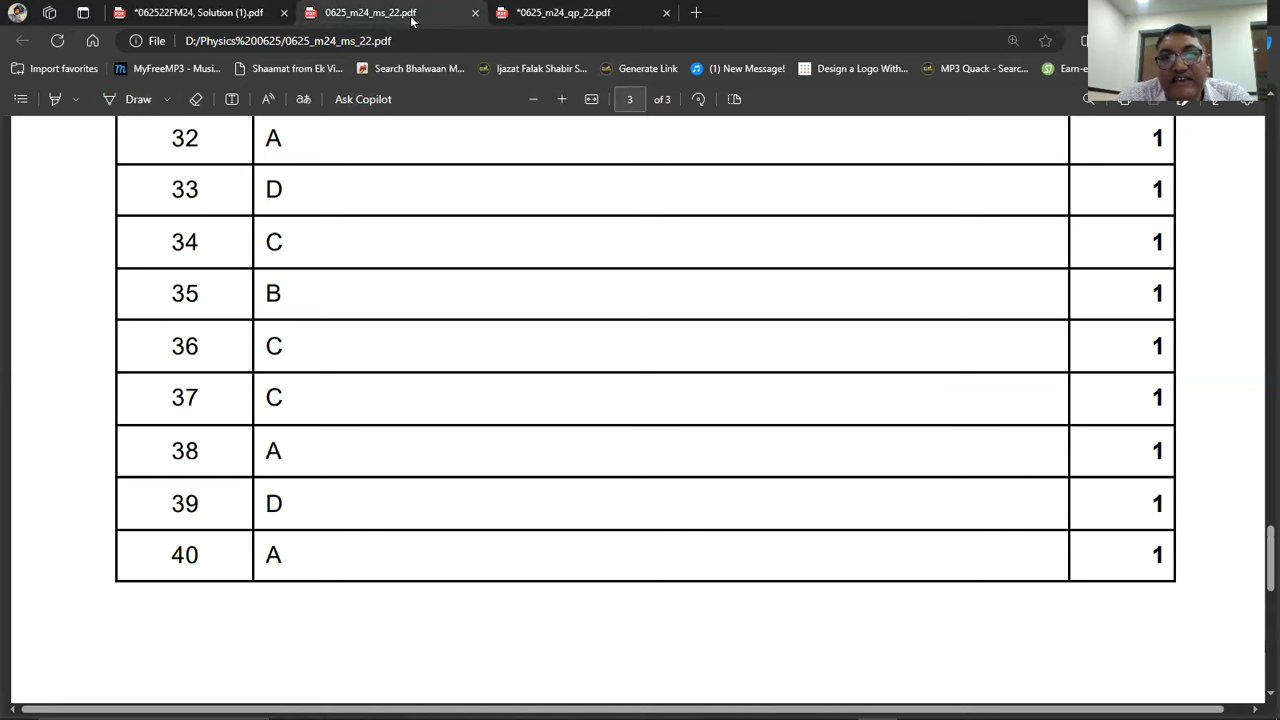 *062522FM24, Solution (1).pdf
0625_m24_ms_22.pdf
*0625_m24_qp_22.pdf
File
D:/Physics%200625/0625_m24_ms_22.pdf
Import favorites
MyFreeMP3 - Musi...
Shaamat from Ek Vi...
Search Bhalwaan M...
Ijazat Falak Shabir S...
Generate Link
(1) New Message!
Design a Logo With...
MP3 Quack - Searc...
Earn-e
Draw
Ask Copilot
3 of 3
32 A 1
33 D 1
34 C 1
35 B 1
36 C 1
37 C 1
38 A 1
39 D 1
40 A 1